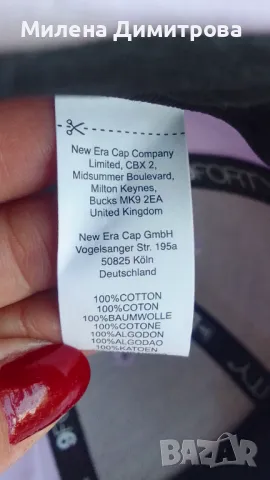 Милена Димитрова
New Era Cap Company
Limited, CBX 2,
Midsummer Boulevard,
Milton Keynes,
Bucks MK9 2EA
United Kingdom
New Era Cap GmbH
Vogelsanger Str. 195a
50825 Köln
Deutschland
100%COTTON
100%COTON
100%BAUMWOLLE
100%COTONE
100%ALGODON
100%ALGODAO
100%KATOEN
BAZAR
bg